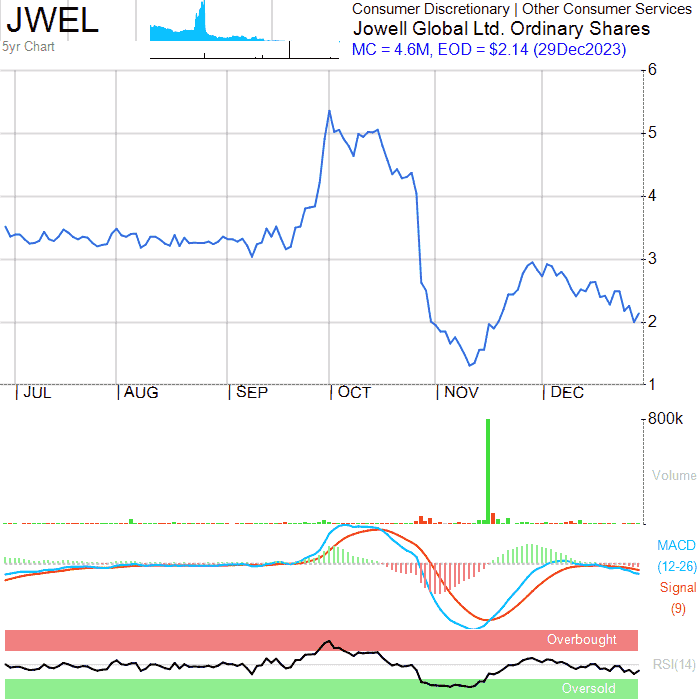 JWEL
5yr Chart
Consumer Discretionary | Other Consumer Services
Jowell Global Ltd. Ordinary Shares
MC = 4.6M, EOD = $2.14 (29Dec2023)
6
5
4
3
2
1
JUL AUG SEP OCT NOV DEC
800k
Volume
MACD
(12-26)
Signal
(9)
Overbought
RSI(14)
Oversold